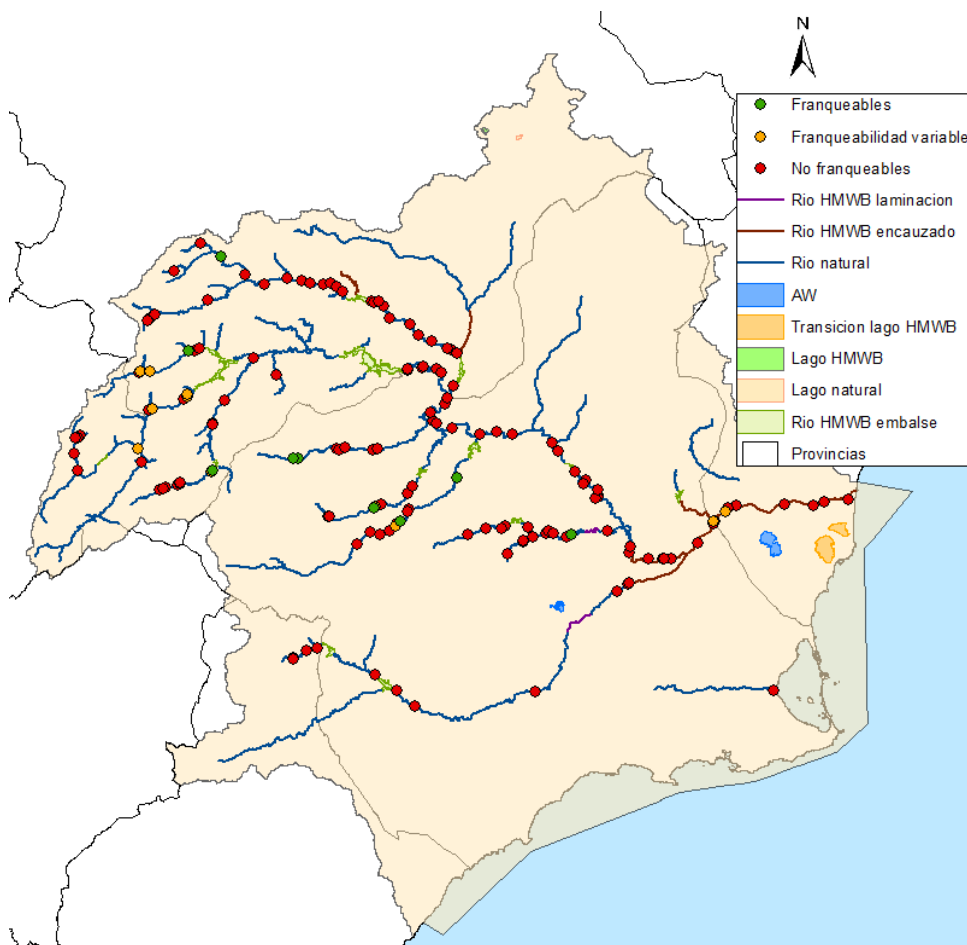 N
Franqueables
Franqueabilidad variable
No franqueables
Rio HMWB laminacion
Rio HMWB encauzado
Rio natural
AW
Transicion lago HMWB
Lago HMWB
Lago natural
Rio HMWB embalse
Provincias